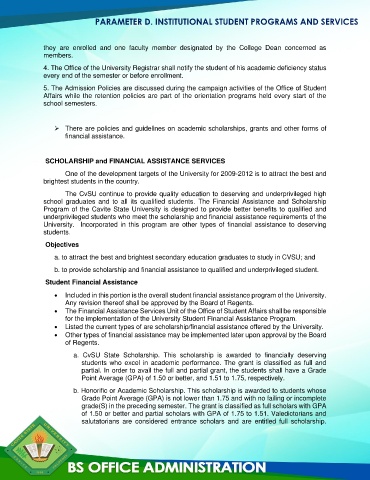 PARAMETER D. INSTITUTIONAL STUDENT PROGRAMS AND SERVICES
they are enrolled and one faculty member designated by the College Dean concerned as
members.
4. The Office of the University Registrar shall notify the student of his academic deficiency status
every end of the semester or before enrollment.
5. The Admission Policies are discussed during the campaign activities of the Office of Student
Affairs while the retention policies are part of the orientation programs held every start of the
school semesters.
➢ There are policies and guidelines on academic scholarships, grants and other forms of
financial assistance.
SCHOLARSHIP and FINANCIAL ASSISTANCE SERVICES
One of the development targets of the University for 2009-2012 is to attract the best and
brightest students in the country.
The CvSU continue to provide quality education to deserving and underprivileged high
school graduates and to all its qualified students. The Financial Assistance and Scholarship
Program of the Cavite State University is designed to provide better benefits to qualified and
underprivileged students who meet the scholarship and financial assistance requirements of the
University. Incorporated in this program are other types of financial assistance to deserving
students.
Objectives
a. to attract the best and brightest secondary education graduates to study in CVSU; and
b. to provide scholarship and financial assistance to qualified and underprivileged student.
Student Financial Assistance
• Included in this portion is the overall student financial assistance program of the University.
Any revision thereof shall be approved by the Board of Regents.
• The Financial Assistance Services Unit of the Office of Student Affairs shall be responsible
for the implementation of the University Student Financial Assistance Program.
• Listed the current types of are scholarship/financial assistance offered by the University.
• Other types of financial assistance may be implemented later upon approval by the Board
of Regents.
a. CvSU State Scholarship. This scholarship is awarded to financially deserving
students who excel in academic performance. The grant is classified as full and
partial. In order to avail the full and partial grant, the students shall have a Grade
Point Average (GPA) of 1.50 or better, and 1.51 to 1.75, respectively.
b. Honorific or Academic Scholarship. This scholarship is awarded to students whose
Grade Point Average (GPA) is not lower than 1.75 and with no failing or incomplete
grade(S) in the preceding semester. The grant is classified as full scholars with GPA
of 1.50 or better and partial scholars with GPA of 1.75 to 1.51. Valedictorians and
salutatorians are considered entrance scholars and are entitled full scholarship.
BS OFFICE ADMINISTRATION